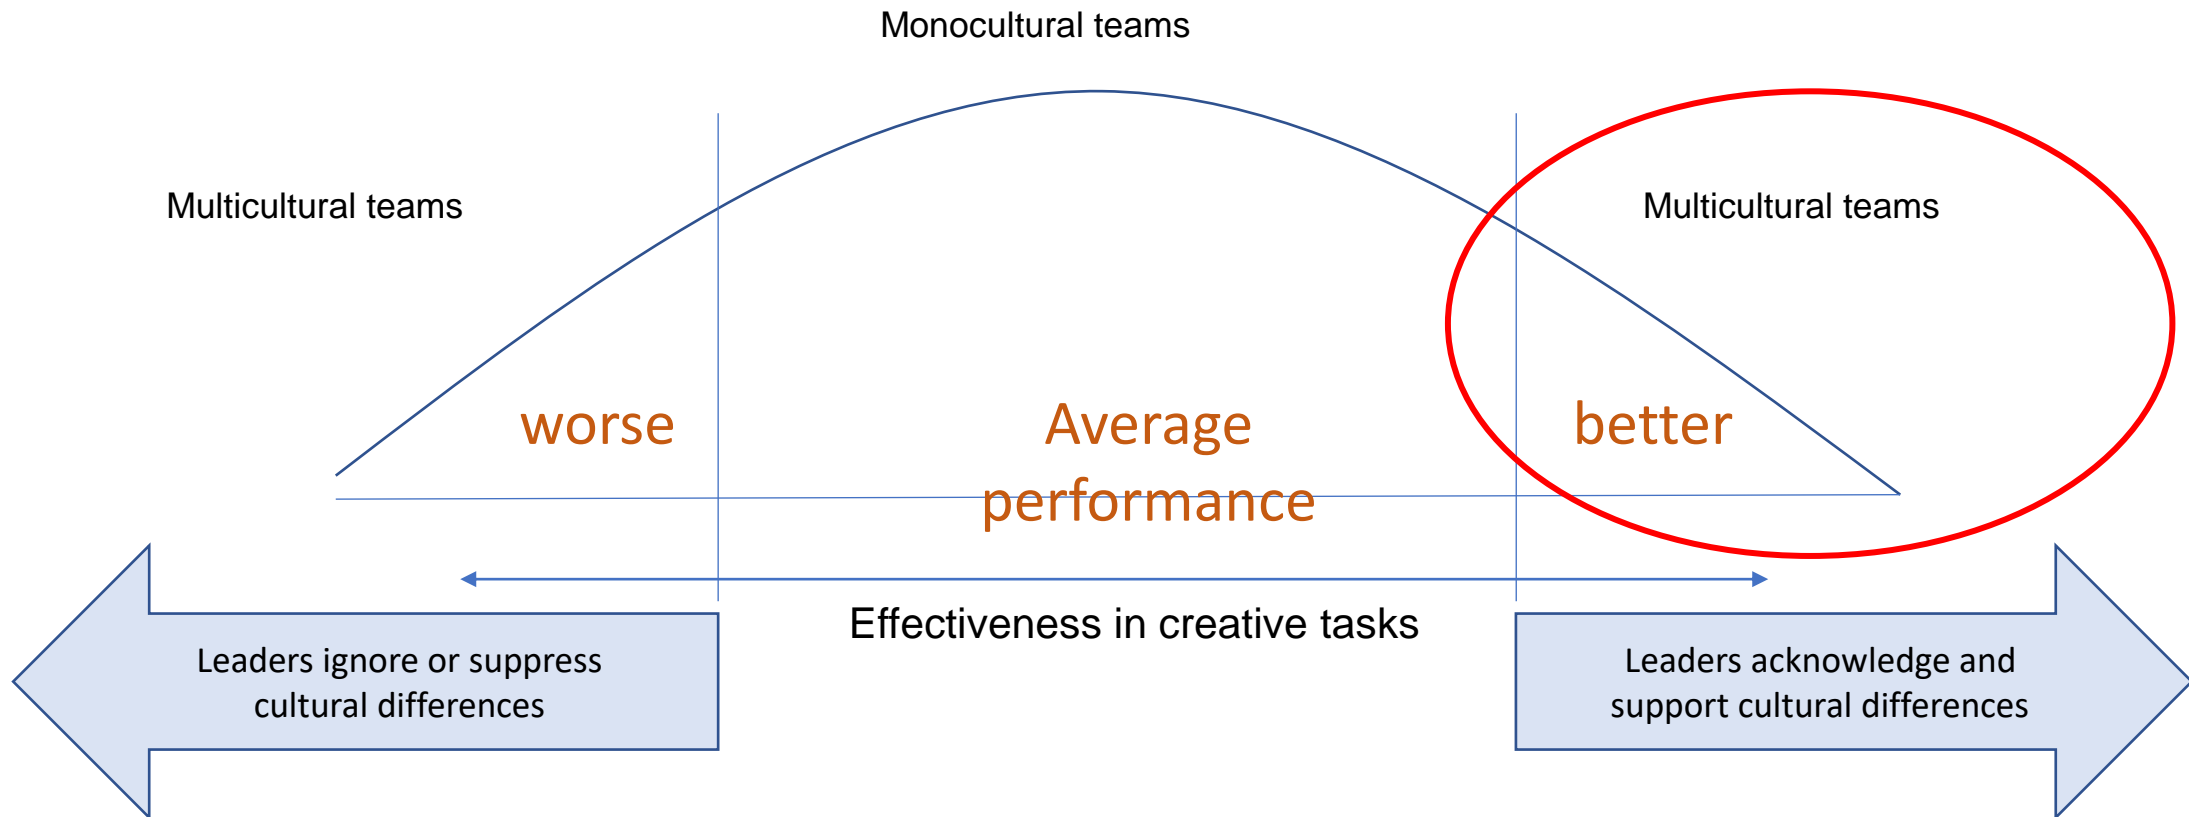 Monocultural teams
Multicultural teams
Multicultural teams
worse
Average
performance
better
Effectiveness in creative tasks
Leaders ignore or suppress
cultural differences
Leaders acknowledge and
support cultural differences